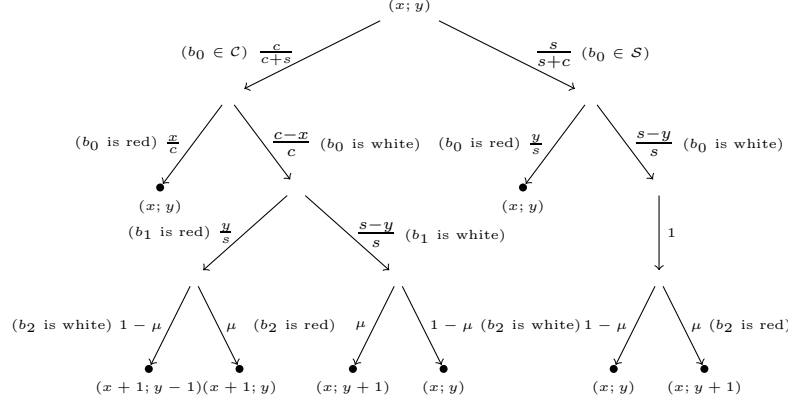 (x; y)
(b₀ ∈ 𝒞) c/(c+s) s/(s+c) (b₀ ∈ 𝒮)
(b₀ is red) x/c (c−x)/c (b₀ is white) (b₀ is red) y/s (s−y)/s (b₀ is white)
(x; y) (x; y)
(b₁ is red) y/s (s−y)/s (b₁ is white) 1
(b₂ is white) 1 − μ μ (b₂ is red) μ 1 − μ (b₂ is white) 1 − μ μ (b₂ is red)
(x + 1; y − 1) (x + 1; y) (x; y + 1) (x; y) (x; y) (x; y + 1)